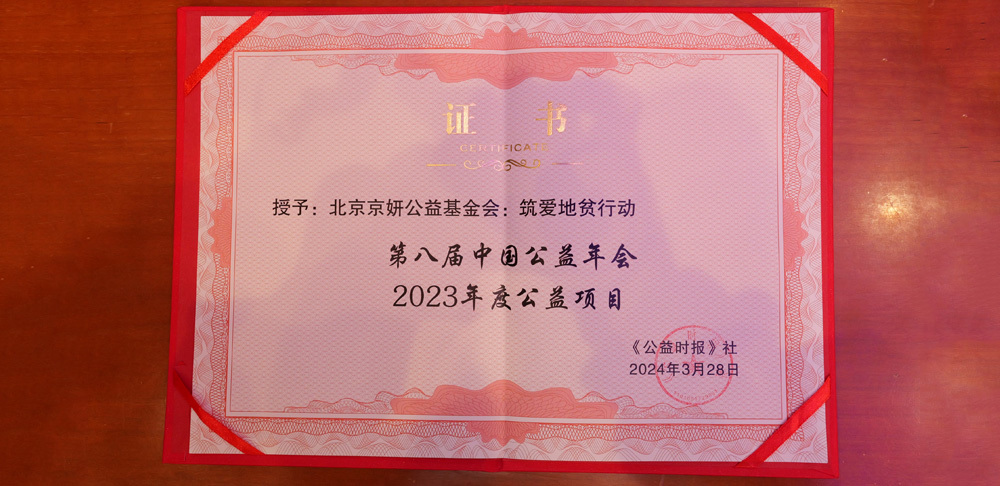 证 书
CERTIFICATE
授予：北京京妍公益基金会：筑爱地贫行动
第八届中国公益年会
2023年度公益项目
《公益时报》社
2024年3月28日